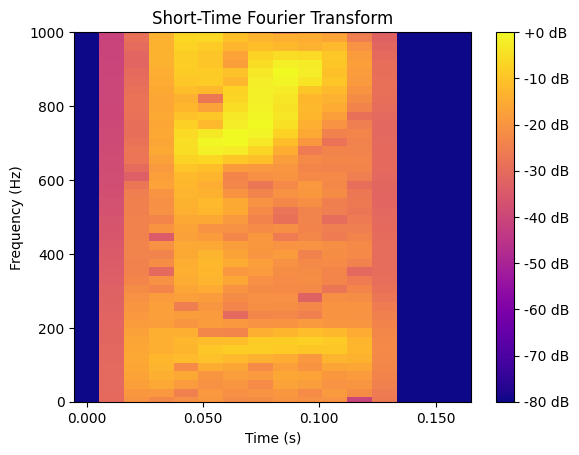 Short-Time Fourier Transform
1000
800
600
400
200
0
Frequency (Hz)
0.000
0.050
0.100
0.150
Time (s)
+0 dB
-10 dB
-20 dB
-30 dB
-40 dB
-50 dB
-60 dB
-70 dB
-80 dB